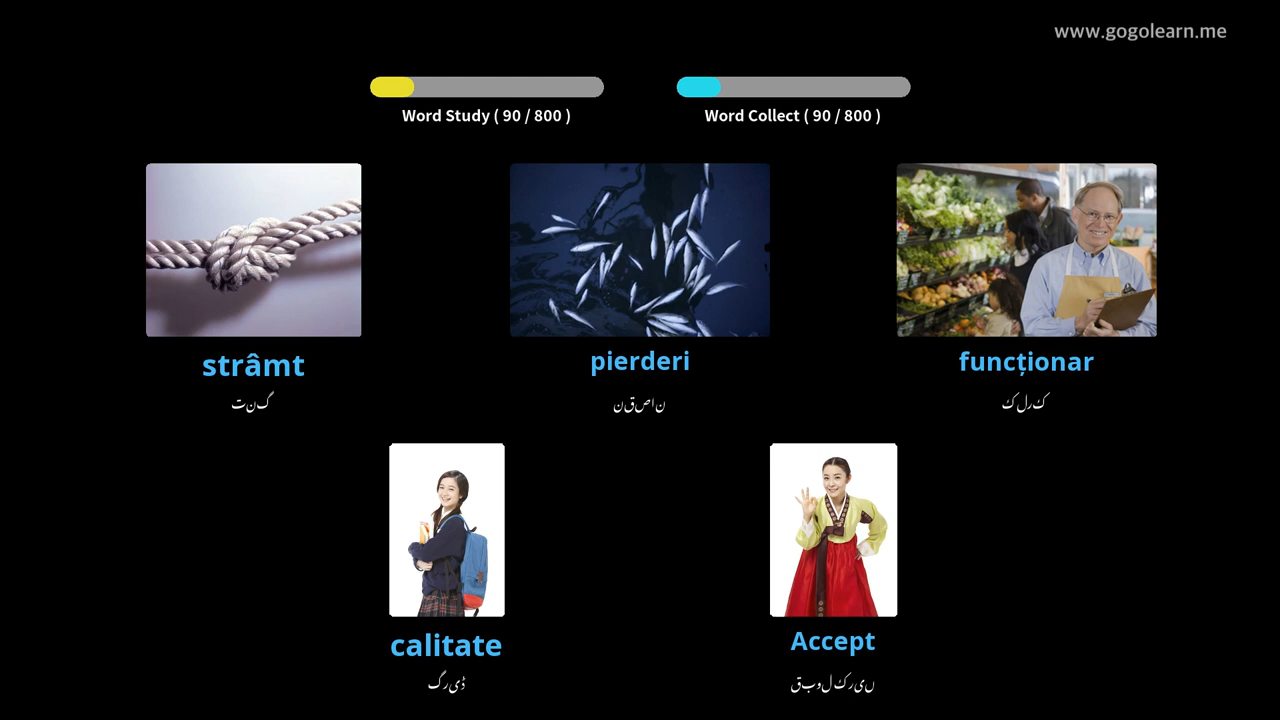 www.gogolearn.me
Word Study ( 90 / 800 )
Word Collect ( 90 / 800 )
strâmt
تنگ
pierderi
نقصان
funcționar
کلرک
calitate
گریڈ
Accept
قبول کریں